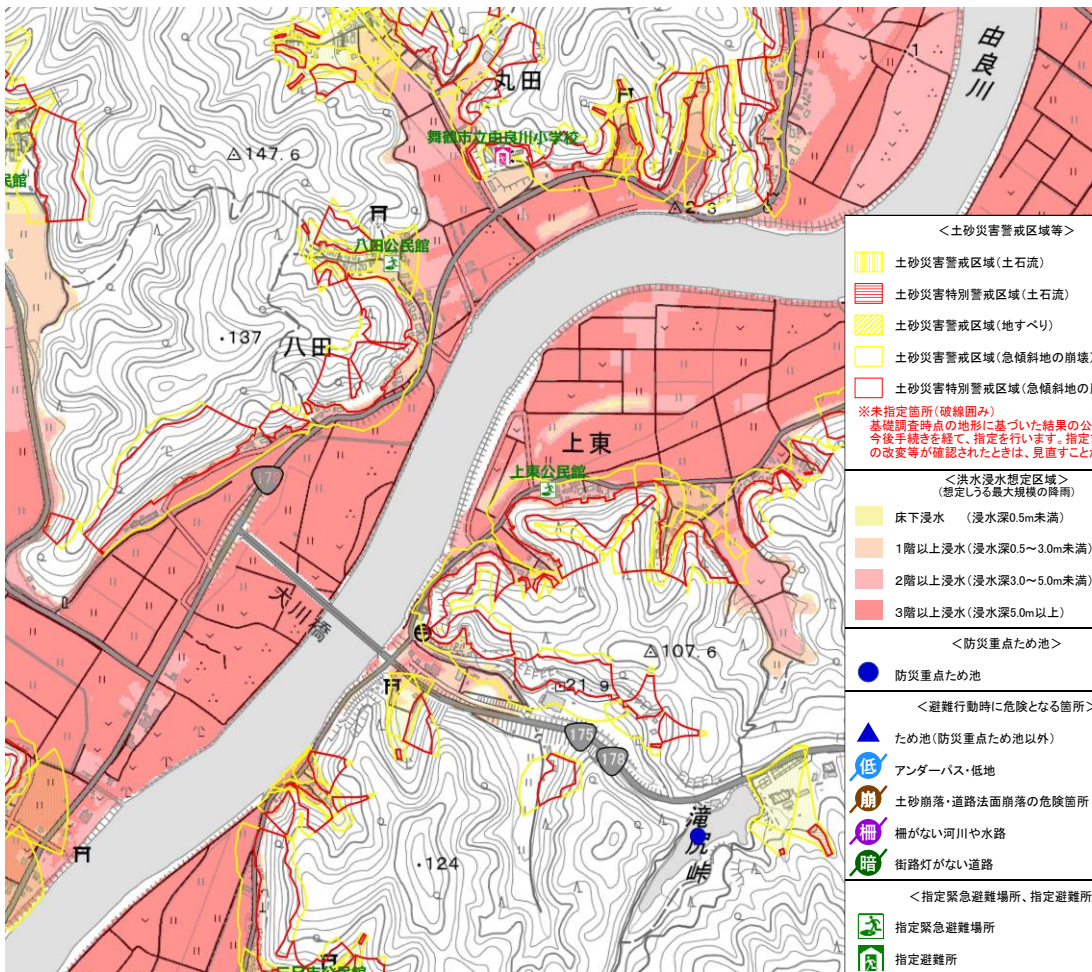 由良川
1
丸田
舞鶴市立由良川小学校
147.6
民館
2.3
6
八田公民館
137
八田
上東
上東公民館
大川橋
107.6
21.9
175
178
滝尻峠
124
<土砂災害警戒区域等>
土砂災害警戒区域(土石流)
土砂災害特別警戒区域(土石流)
土砂災害警戒区域(地すべり)
土砂災害警戒区域(急傾斜地の崩壊)
土砂災害特別警戒区域(急傾斜地の
※未指定箇所(破線囲み)
基礎調査時点の地形に基づいた結果の公
今後手続きを経て、指定を行います。指定
の改変等が確認されたときは、見直すこと
<洪水浸水想定区域>
(想定しうる最大規模の降雨)
床下浸水 (浸水深0.5m未満)
1階以上浸水(浸水深0.5~3.0m未満)
2階以上浸水(浸水深3.0~5.0m未満)
3階以上浸水(浸水深5.0m以上)
<防災重点ため池>
防災重点ため池
<避難行動時に危険となる箇所>
ため池(防災重点ため池以外)
低 アンダーパス・低地
崩 土砂崩落・道路法面崩落の危険箇所
柵 柵がない河川や水路
暗 街路灯がない道路
<指定緊急避難場所、指定避難所
指定緊急避難場所
指定避難所